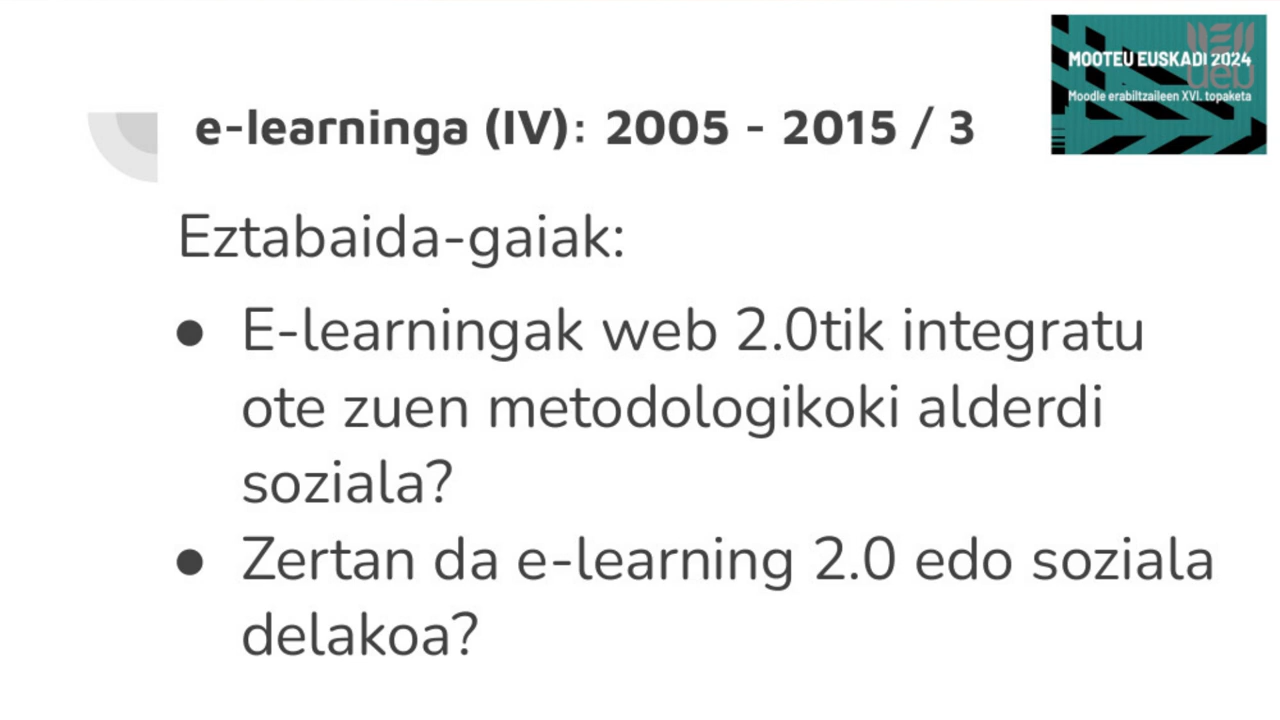 MOOTEU EUSKADI 2024
Moodle erabiltzaileen XVI. topaketa
ueu
e-learninga (IV): 2005 - 2015 / 3
Eztabaida-gaiak:
● E-learningak web 2.0tik integratu
ote zuen metodologikoki alderdi
soziala?
● Zertan da e-learning 2.0 edo soziala
delakoa?